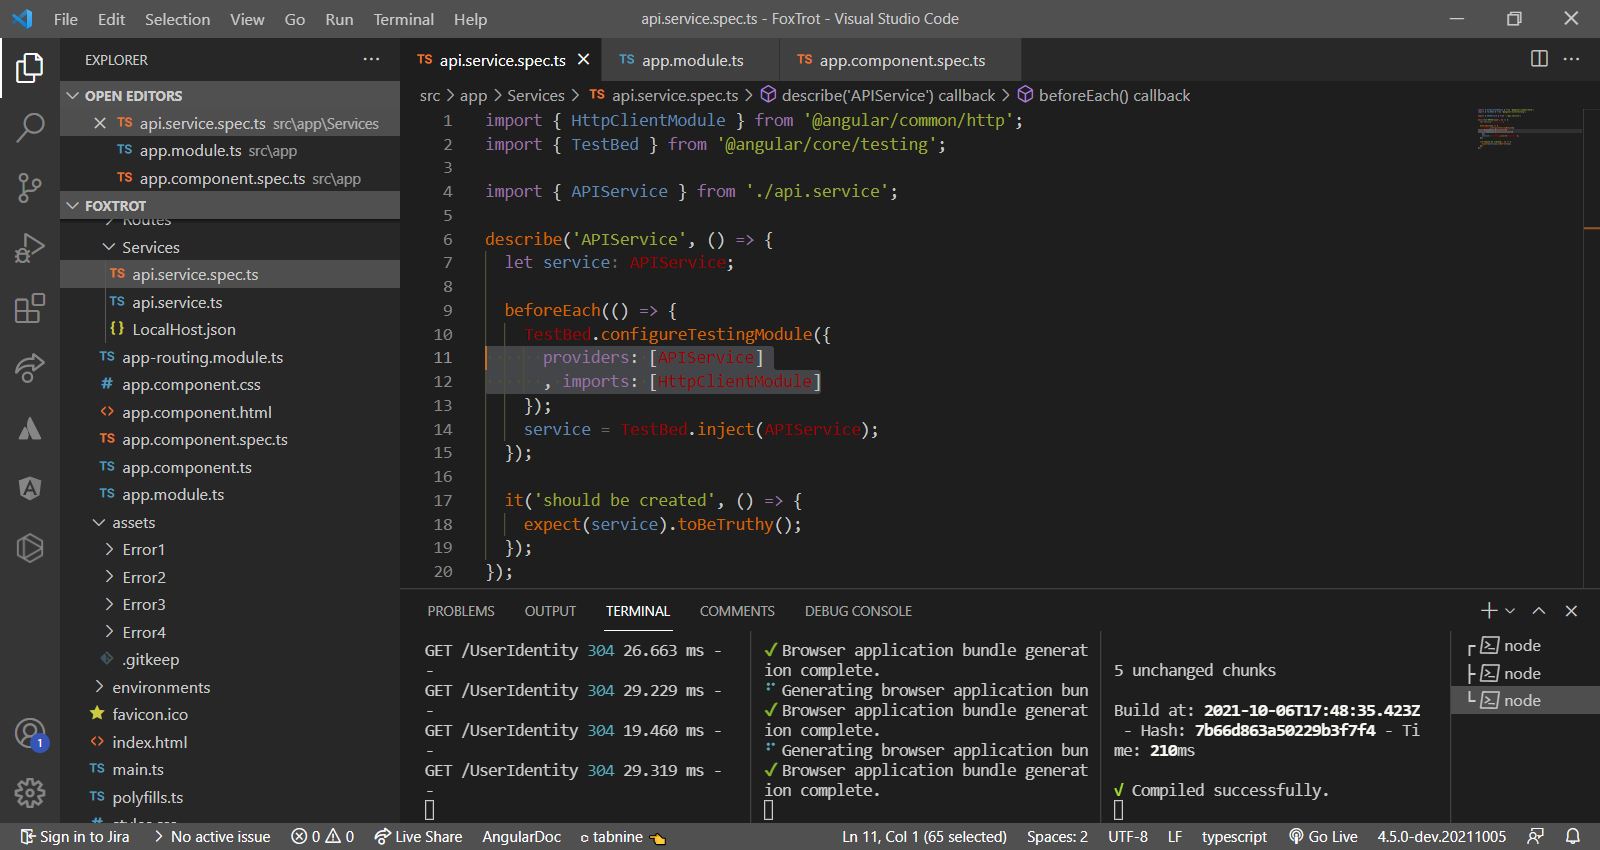 File Edit Selection View Go Run Terminal Help
api.service.spec.ts - FoxTrot - Visual Studio Code
EXPLORER ···
OPEN EDITORS
TS api.service.spec.ts src\app\Services
TS app.module.ts src\app
TS app.component.spec.ts src\app
FOXTROT
Routes
Services
TS api.service.spec.ts
TS api.service.ts
{} LocalHost.json
TS app-routing.module.ts
# app.component.css
<> app.component.html
TS app.component.spec.ts
TS app.component.ts
TS app.module.ts
assets
Error1
Error2
Error3
Error4
.gitkeep
environments
favicon.ico
<> index.html
TS main.ts
TS polyfills.ts
1
TS api.service.spec.ts TS app.module.ts TS app.component.spec.ts
src > app > Services > TS api.service.spec.ts > describe('APIService') callback > beforeEach() callback
1 import { HttpClientModule } from '@angular/common/http';
2 import { TestBed } from '@angular/core/testing';
3
4 import { APIService } from './api.service';
5
6 describe('APIService', () => {
7 let service: APIService;
8
9 beforeEach(() => {
10 TestBed.configureTestingModule({
11 providers: [APIService]
12 , imports: [HttpClientModule]
13 });
14 service = TestBed.inject(APIService);
15 });
16
17 it('should be created', () => {
18 expect(service).toBeTruthy();
19 });
20 });
PROBLEMS OUTPUT TERMINAL COMMENTS DEBUG CONSOLE
GET /UserIdentity 304 26.663 ms -
-
GET /UserIdentity 304 29.229 ms -
-
GET /UserIdentity 304 19.460 ms -
-
GET /UserIdentity 304 29.319 ms -
-
✓ Browser application bundle generat
ion complete.
Generating browser application bun
✓ Browser application bundle generat
ion complete.
Generating browser application bun
✓ Browser application bundle generat
ion complete.
5 unchanged chunks
Build at: 2021-10-06T17:48:35.423Z
- Hash: 7b66d863a50229b3f7f4 - Ti
me: 210ms
√ Compiled successfully.
node
node
node
Sign in to Jira > No active issue 0 0 Live Share AngularDoc tabnine Ln 11, Col 1 (65 selected) Spaces: 2 UTF-8 LF typescript Go Live 4.5.0-dev.20211005